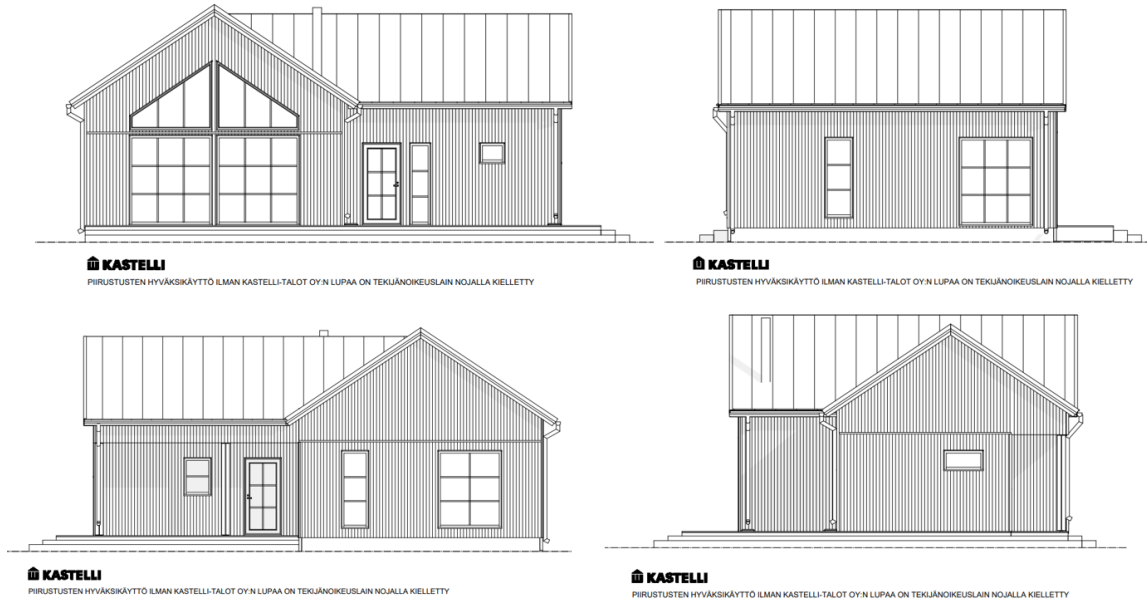 KASTELLI
PIIRUSTUSTEN HYVÄKSIKÄYTTÖ ILMAN KASTELLI-TALOT OY:N LUPAA ON TEKIJÄNOIKEUSLAIN NOJALLA KIELLETTY
KASTELLI
PIIRUSTUSTEN HYVÄKSIKÄYTTÖ ILMAN KASTELLI-TALOT OY:N LUPAA ON TEKIJÄNOIKEUSLAIN NOJALLA KIELLETTY
KASTELLI
PIIRUSTUSTEN HYVÄKSIKÄYTTÖ ILMAN KASTELLI-TALOT OY:N LUPAA ON TEKIJÄNOIKEUSLAIN NOJALLA KIELLETTY
KASTELLI
PIIRUSTUSTEN HYVÄKSIKÄYTTÖ ILMAN KASTELLI-TALOT OY:N LUPAA ON TEKIJÄNOIKEUSLAIN NOJALLA KIELLETTY